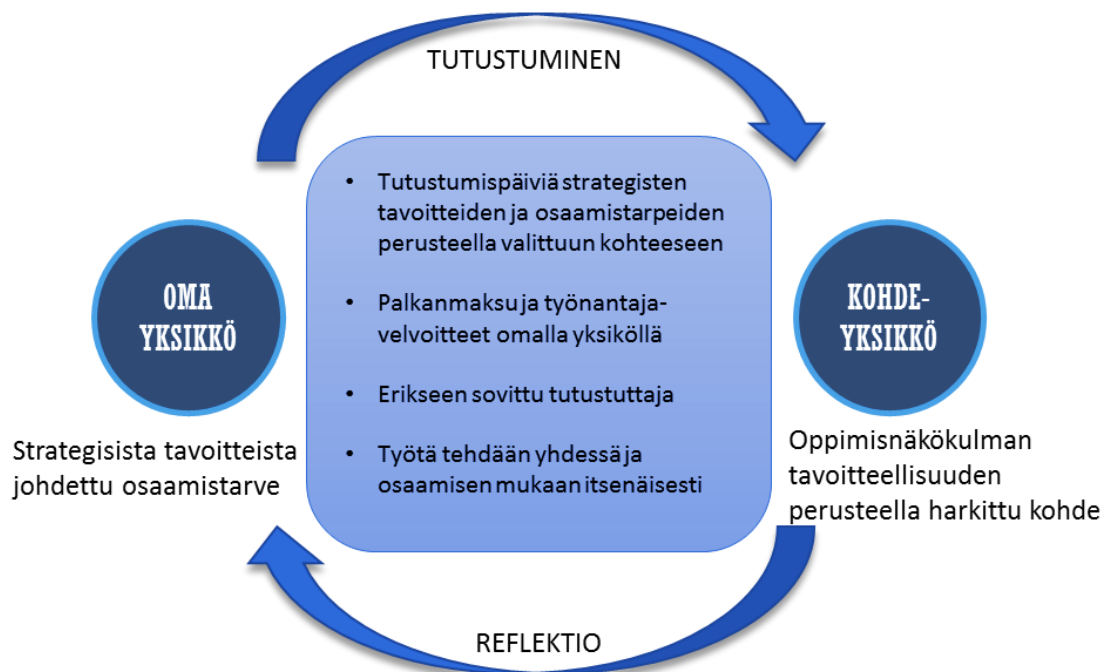 TUTUSTUMINEN
• Tutustumispäiviä strategisten
tavoitteiden ja osaamistarpeiden
perusteella valittuun kohteeseen
• Palkanmaksu ja työnantaja-
velvoitteet omalla yksiköllä
• Erikseen sovittu tutustuttaja
• Työtä tehdään yhdessä ja
osaamisen mukaan itsenäisesti
OMA
YKSIKKÖ
Strategisista tavoitteista
johdettu osaamistarve
KOHDE-
YKSIKKÖ
Oppimisnäkökulman
tavoitteellisuuden
perusteella harkittu kohde
REFLEKTIO